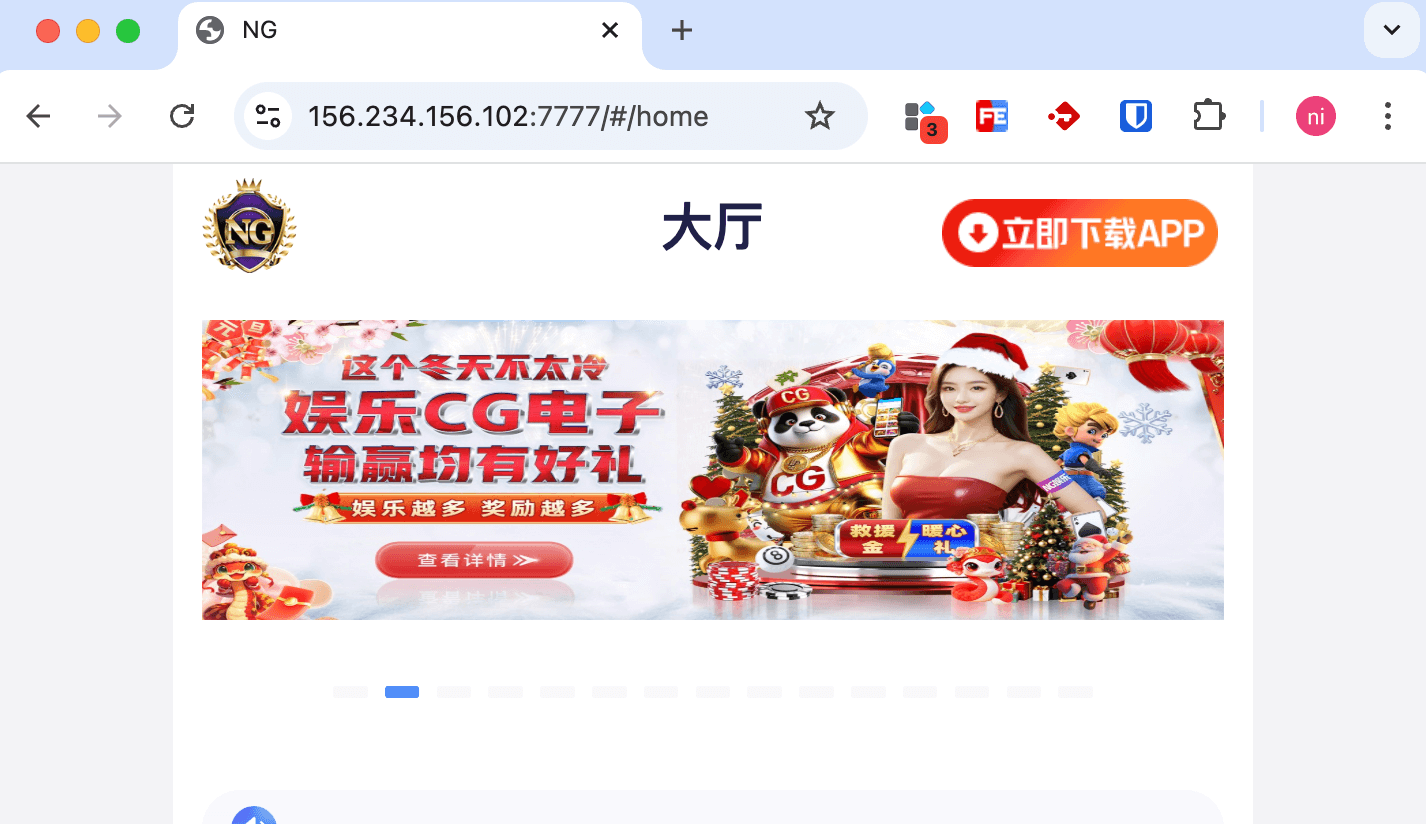 NG
156.234.156.102:7777/#/home
3
FE
ni
NG
大厅
立即下载APP
元旦
这个冬天不太冷
娱乐CG电子
输赢均有好礼
娱乐越多 奖励越多
查看详情
CG
CG
救援金
暖心礼
8